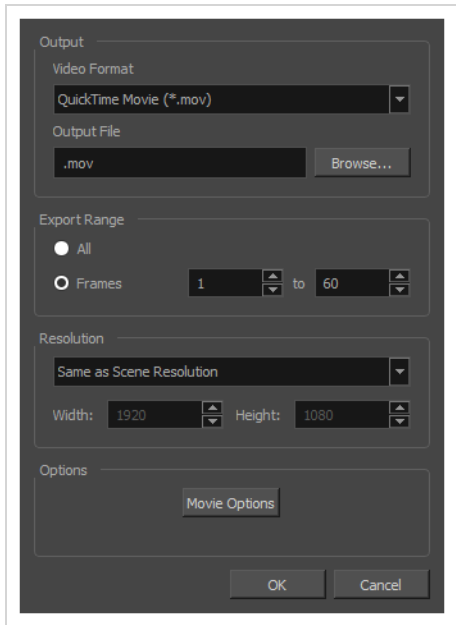 Output
Video Format
QuickTime Movie (*.mov)
Output File
.mov Browse...
Export Range
All
Frames 1 to 60
Resolution
Same as Scene Resolution
Width: 1920 Height: 1080
Options
Movie Options
OK Cancel